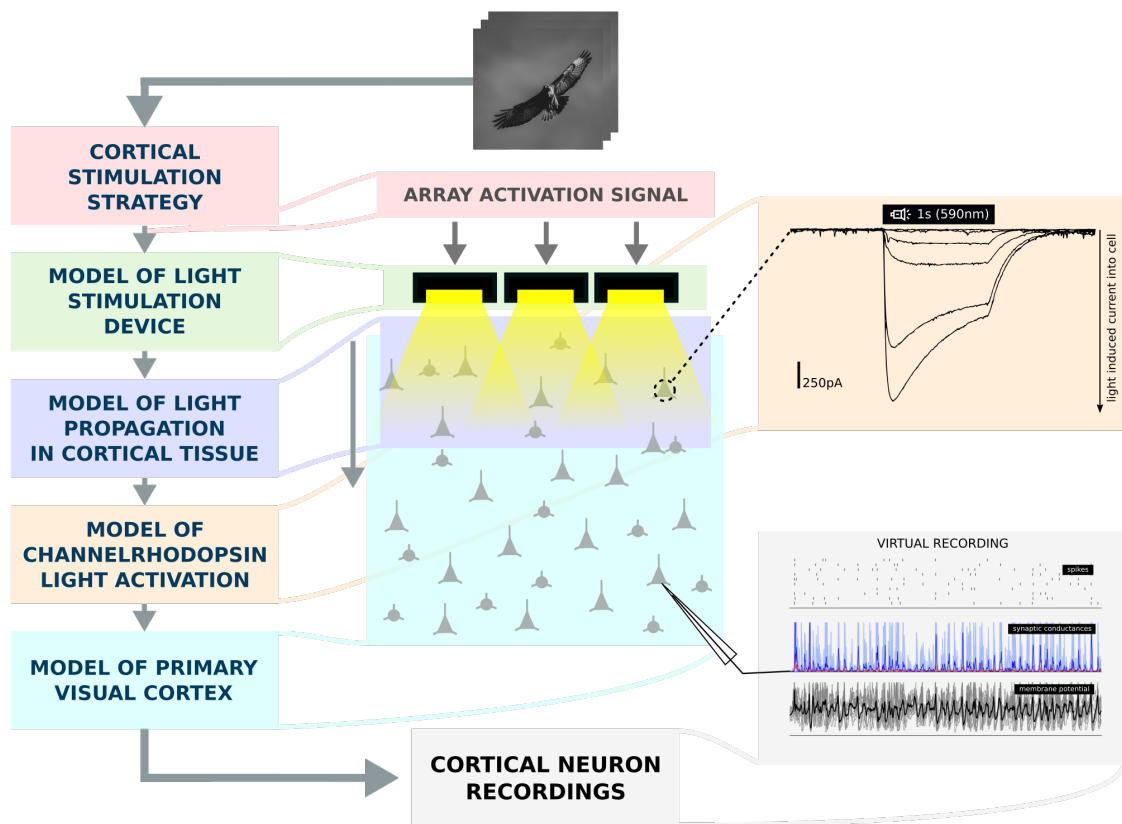 CORTICAL
STIMULATION
STRATEGY
ARRAY ACTIVATION SIGNAL
MODEL OF LIGHT
STIMULATION
DEVICE
MODEL OF LIGHT
PROPAGATION
IN CORTICAL TISSUE
MODEL OF
CHANNELRHODOPSIN
LIGHT ACTIVATION
MODEL OF PRIMARY
VISUAL CORTEX
CORTICAL NEURON
RECORDINGS
1s (590nm)
250pA
light induced current into cell
VIRTUAL RECORDING
spikes
synaptic conductances
membrane potential